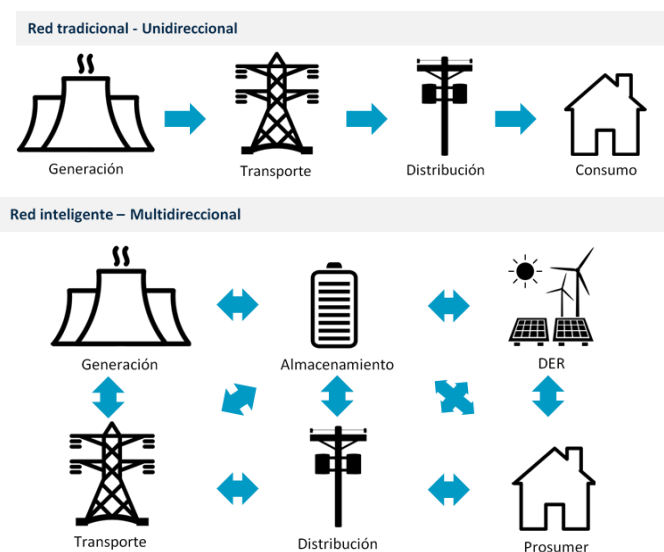 Red tradicional - Unidireccional
Generación
Transporte
Distribución
Consumo
Red inteligente – Multidireccional
Generación
Almacenamiento
DER
Transporte
Distribución
Prosumer